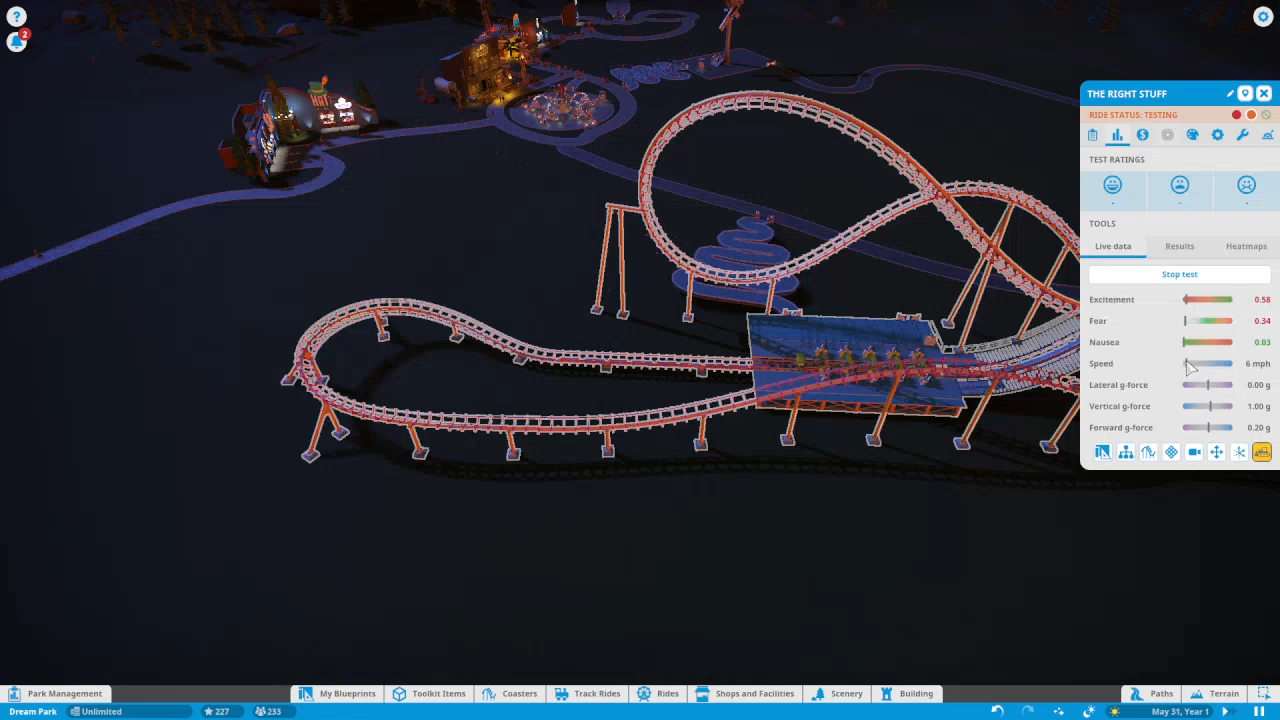 ?
2
THE RIGHT STUFF
RIDE STATUS: TESTING
TEST RATINGS
- - -
TOOLS
Live data Results Heatmaps
Stop test
Excitement 0.58
Fear 0.34
Nausea 0.03
Speed 6 mph
Lateral g-force 0.00 g
Vertical g-force 1.00 g
Forward g-force 0.20 g
Park Management My Blueprints Toolkit Items Coasters Track Rides Rides Shops and Facilities Scenery Building Paths Terrain
Dream Park Unlimited 227 233 May 31, Year 1